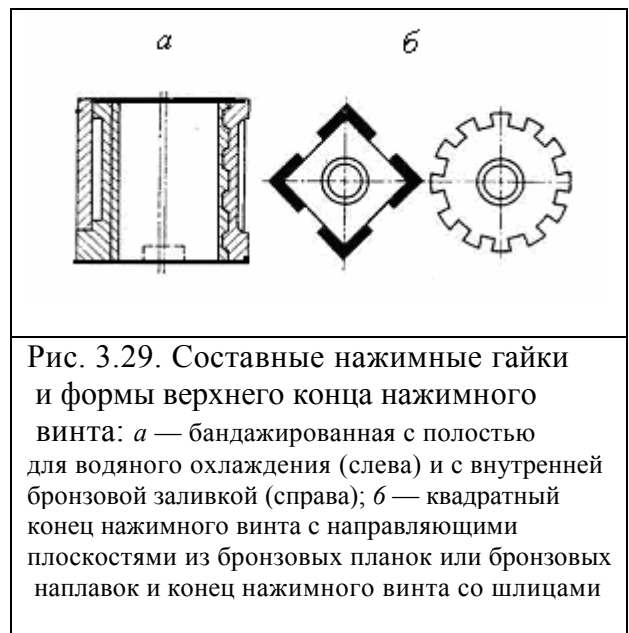 а б
Рис. 3.29. Составные нажимные гайки
и формы верхнего конца нажимного
винта: а — бандажированная с полостью
для водяного охлаждения (слева) и с внутренней
бронзовой заливкой (справа); б — квадратный
конец нажимного винта с направляющими
плоскостями из бронзовых планок или бронзовых
наплавок и конец нажимного винта со шлицами